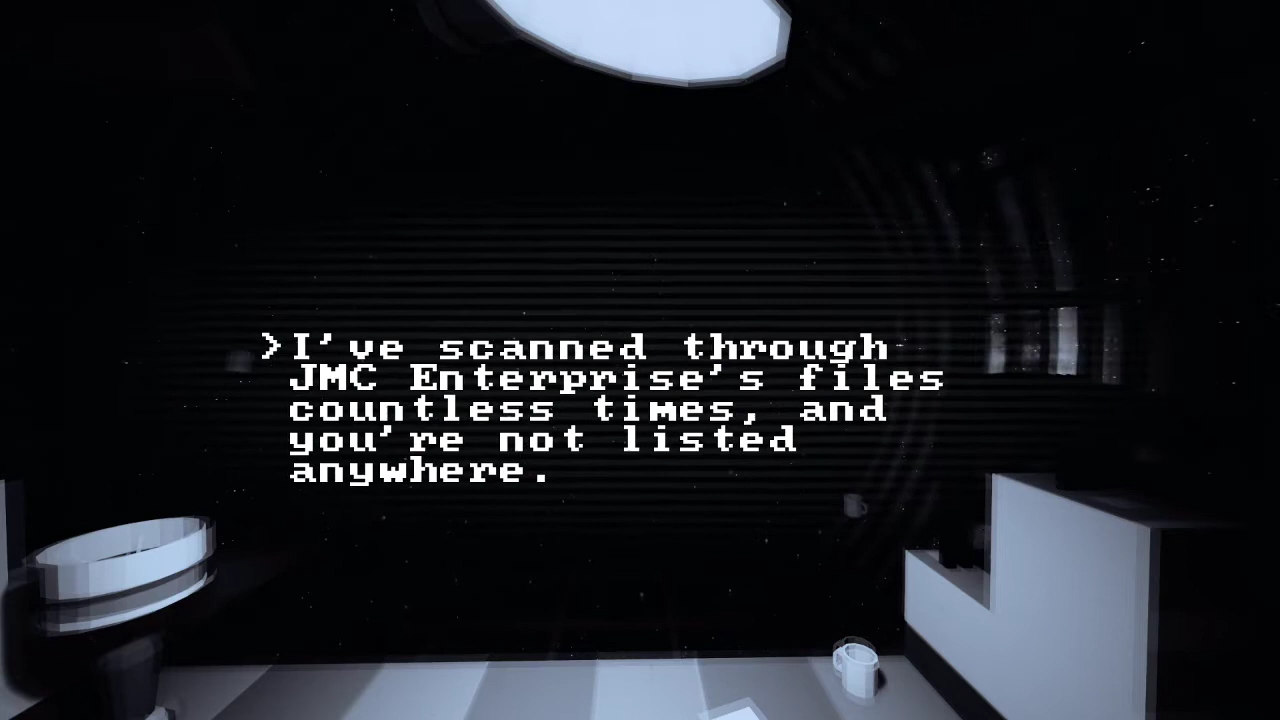 >I've scanned through
JMC Enterprise's files
countless times, and
you're not listed
anywhere.